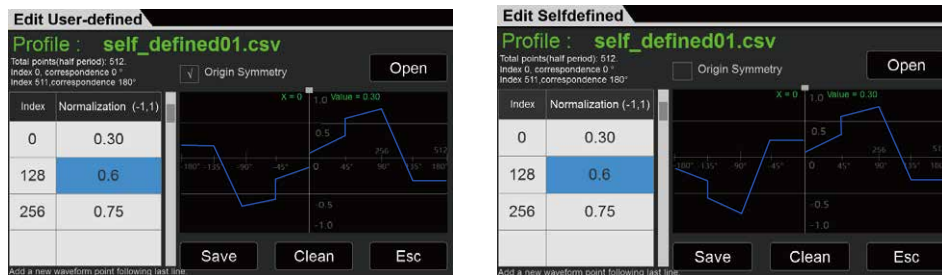 Edit User-defined
Profile : self_defined01.csv
Total points(half period): 512.
Index 0, correspondence 0 °
Index 511,correspondence 180°
√ Origin Symmetry
Open
Index Normalization (-1,1)
0 0.30
128 0.6
256 0.75
X = 0 1.0 Value = 0.30
0.5
256 512
-180° -135° -90° -45° 0 45° 90° 135° 180°
-0.5
-1.0
Save Clean Esc
Add a new waveform point following last line.
Edit Selfdefined
Profile : self_defined01.csv
Total points(half period): 512.
Index 0, correspondence 0 °
Index 511,correspondence 180°
Origin Symmetry
Open
Index Normalization (-1,1)
0 0.30
128 0.6
256 0.75
X = 0 1.0 Value = 0.30
0.5
256
-90° -45° 0 45° 90° 135°
-0.5
-1.0
Save Clean Esc
Add a new waveform point following last line.